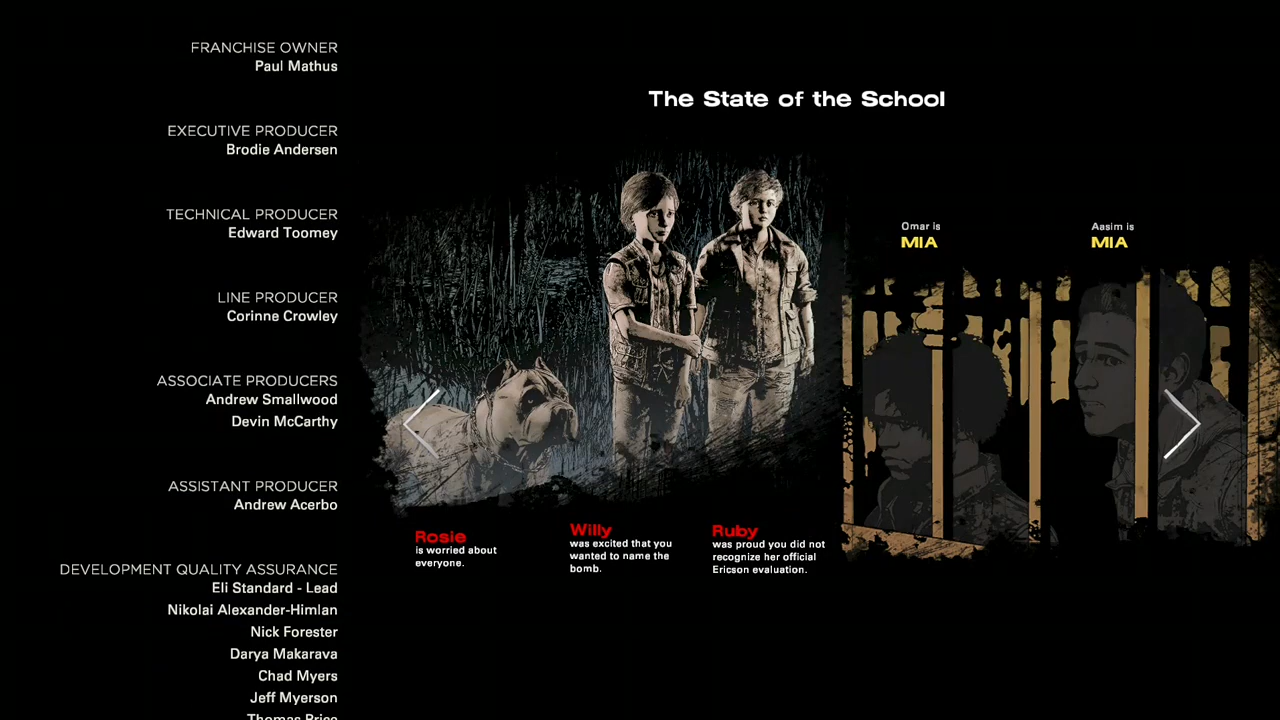 FRANCHISE OWNER
Paul Mathus
EXECUTIVE PRODUCER
Brodie Andersen
TECHNICAL PRODUCER
Edward Toomey
LINE PRODUCER
Corinne Crowley
ASSOCIATE PRODUCERS
Andrew Smallwood
Devin McCarthy
ASSISTANT PRODUCER
Andrew Acerbo
DEVELOPMENT QUALITY ASSURANCE
Eli Standard - Lead
Nikolai Alexander-Himlan
Nick Forester
Darya Makarava
Chad Myers
Jeff Myerson
Thomas Price
The State of the School
Omar is
MIA
Aasim is
MIA
Rosie
is worried about
everyone.
Willy
was excited that you
wanted to name the
bomb.
Ruby
was proud you did not
recognize her official
Ericson evaluation.